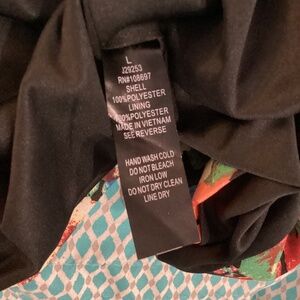 L
J29253
RN#108697
SHELL
100%POLYESTER
LINING
100%POLYESTER
MADE IN VIETNAM
SEE REVERSE
HAND WASH COLD
DO NOT BLEACH
IRON LOW
DO NOT DRY CLEAN
LINE DRY